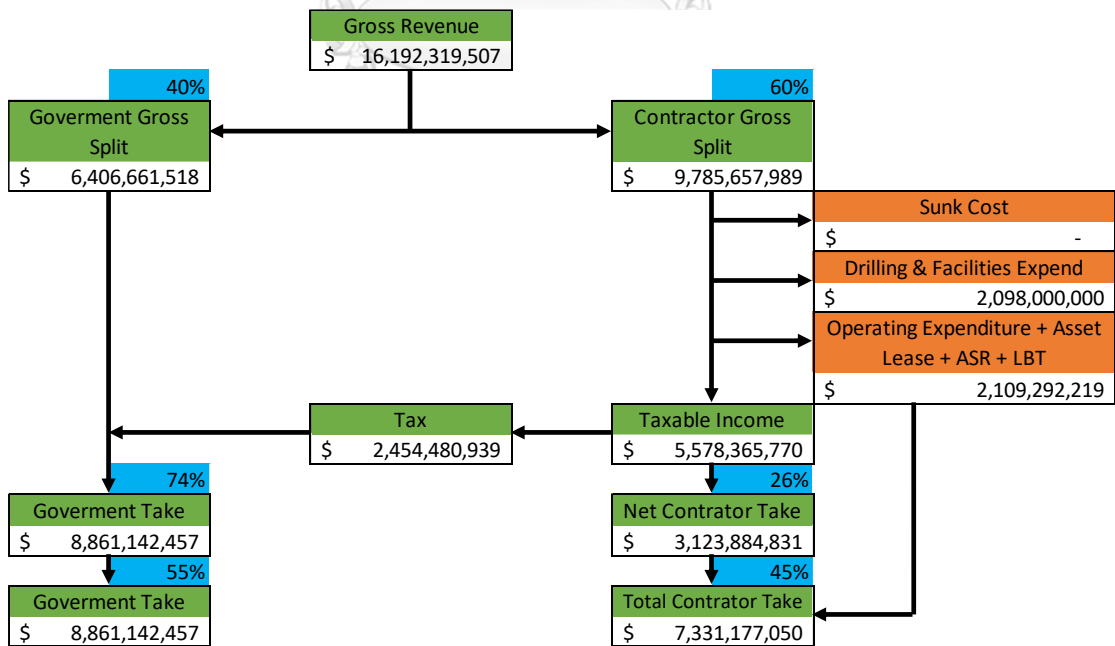 Gross Revenue
$ 16,192,319,507
40%
60%
Goverment Gross
Split
$ 6,406,661,518
Contractor Gross
Split
$ 9,785,657,989
Sunk Cost
$ -
Drilling & Facilities Expend
$ 2,098,000,000
Operating Expenditure + Asset
Lease + ASR + LBT
$ 2,109,292,219
Tax
$ 2,454,480,939
Taxable Income
$ 5,578,365,770
74%
26%
Goverment Take
$ 8,861,142,457
Net Contrator Take
$ 3,123,884,831
55%
45%
Goverment Take
$ 8,861,142,457
Total Contrator Take
$ 7,331,177,050